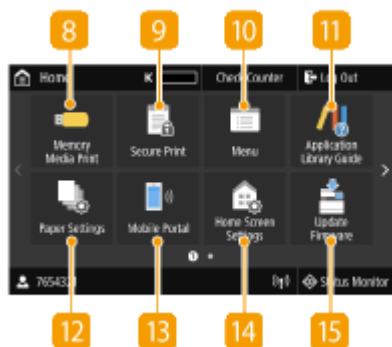 8 9 10 11
Home K Check Counter Log Out
Memory Media Print
Secure Print
Menu
Application Library Guide
Paper Settings
Mobile Portal
Home Screen Settings
Update Firmware
7654321 Status Monitor
12 13 14 15